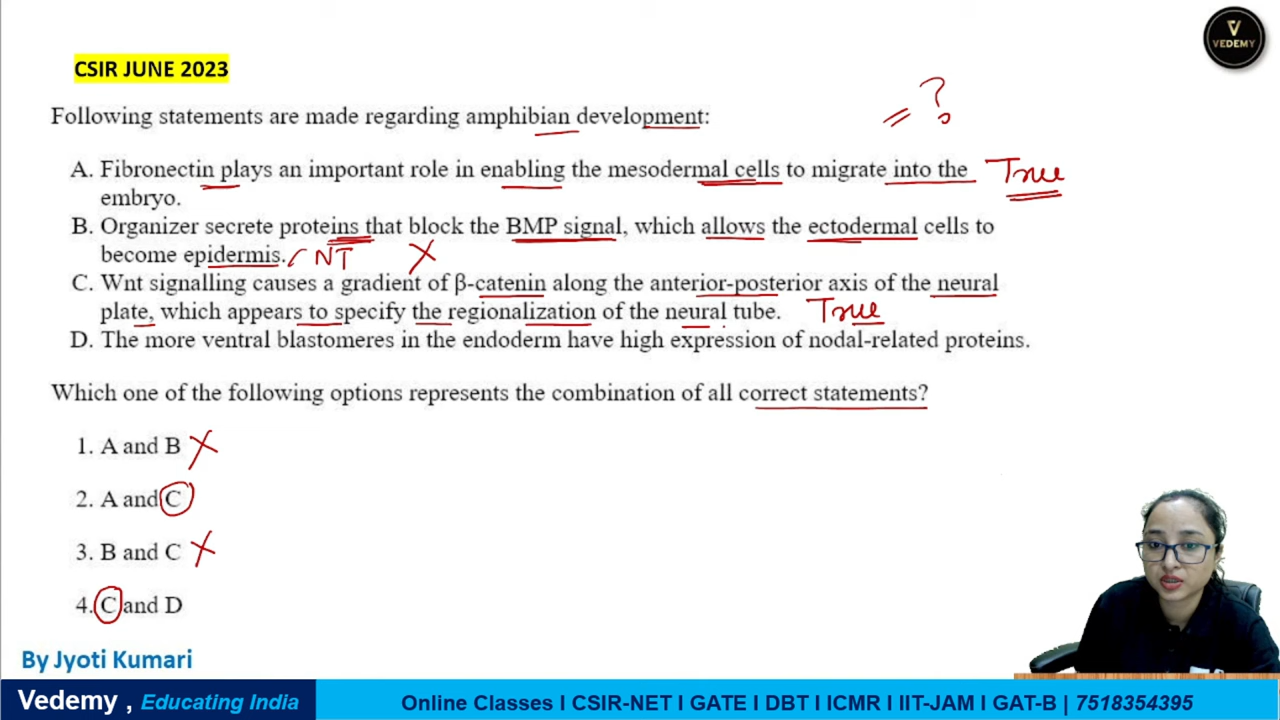 V
VEDEMY
CSIR JUNE 2023
= ?
Following statements are made regarding amphibian development:
A. Fibronectin plays an important role in enabling the mesodermal cells to migrate into the True
embryo.
B. Organizer secrete proteins that block the BMP signal, which allows the ectodermal cells to
become epidermis. NT X
C. Wnt signalling causes a gradient of β-catenin along the anterior-posterior axis of the neural
plate, which appears to specify the regionalization of the neural tube. True
D. The more ventral blastomeres in the endoderm have high expression of nodal-related proteins.
Which one of the following options represents the combination of all correct statements?
1. A and B X
2. A and C
3. B and C X
4. C and D
By Jyoti Kumari
Vedemy , Educating India
Online Classes I CSIR-NET I GATE I DBT I ICMR I IIT-JAM I GAT-B | 7518354395